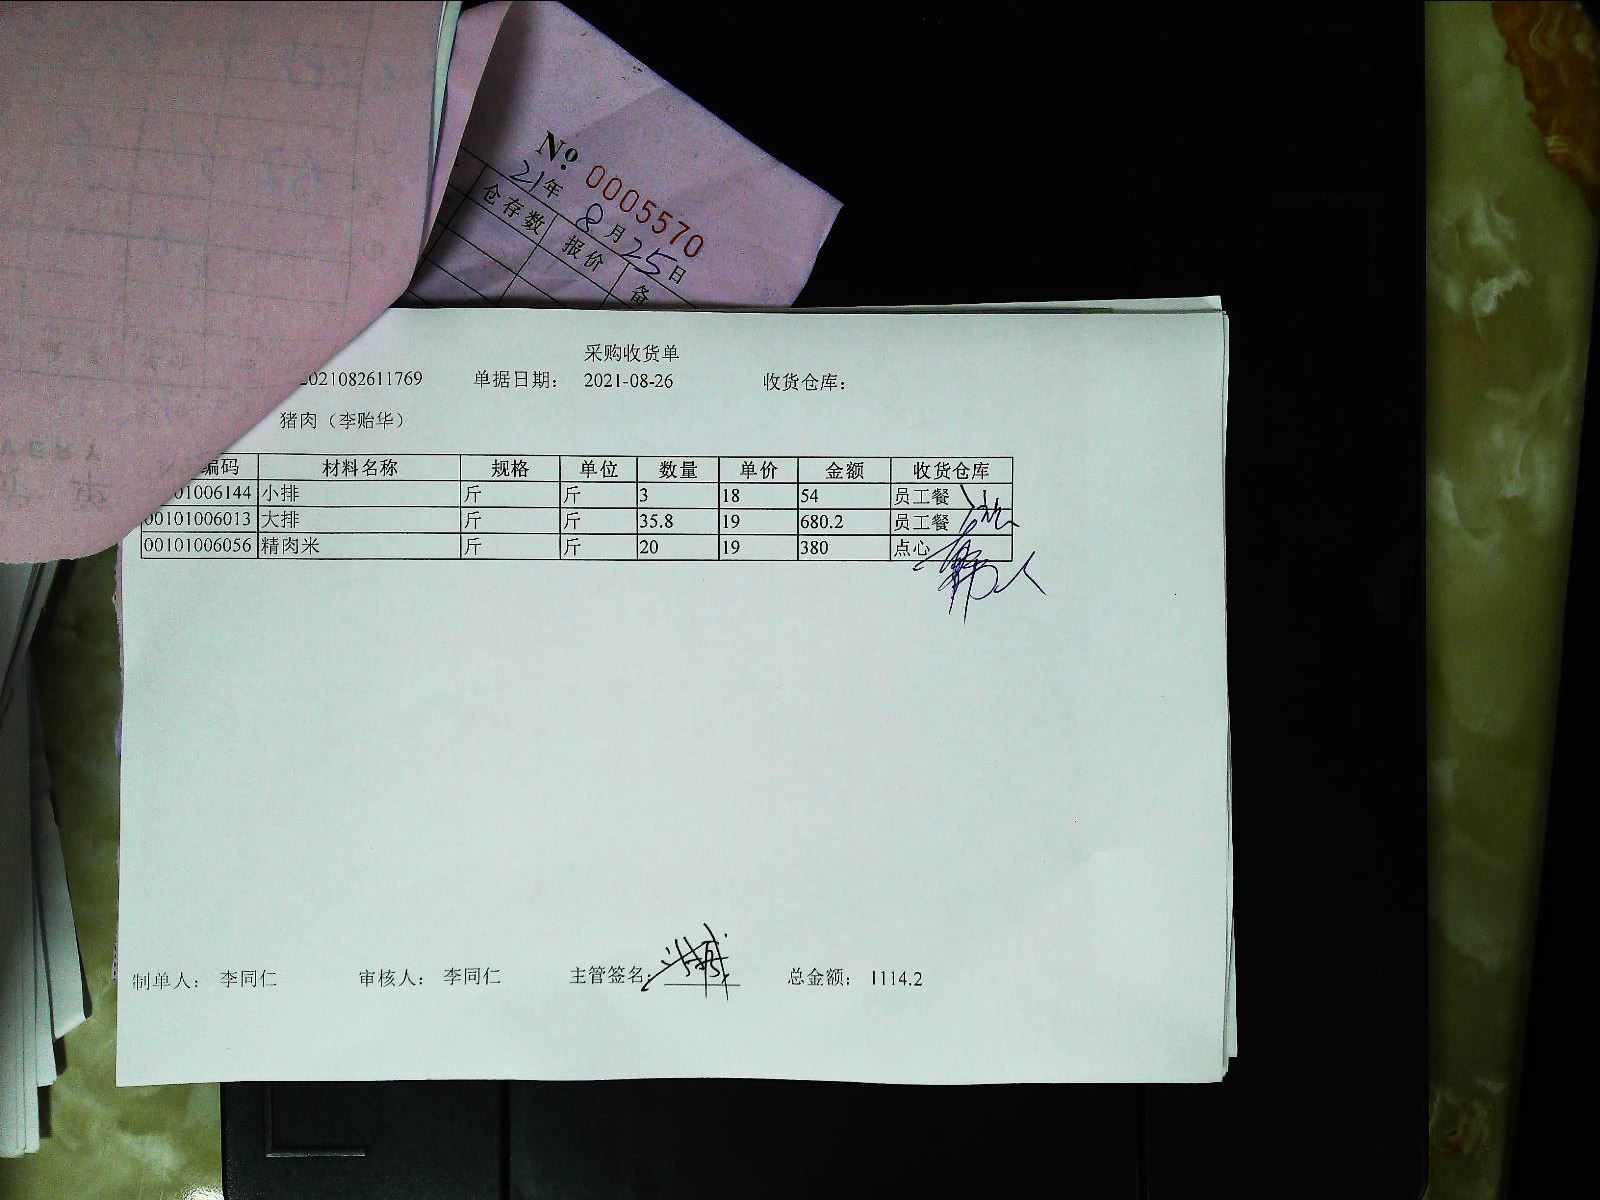 № 0005570
21年 8月 25日
仓存数 报价 备
采购收货单
2021082611769 单据日期： 2021-08-26 收货仓库：
猪肉（李贻华）
编码 材料名称 规格 单位 数量 单价 金额 收货仓库
01006144 小排 斤 斤 3 18 54 员工餐
00101006013 大排 斤 斤 35.8 19 680.2 员工餐
00101006056 精肉米 斤 斤 20 19 380 点心
制单人： 李同仁 审核人： 李同仁 主管签名： 总金额： 1114.2